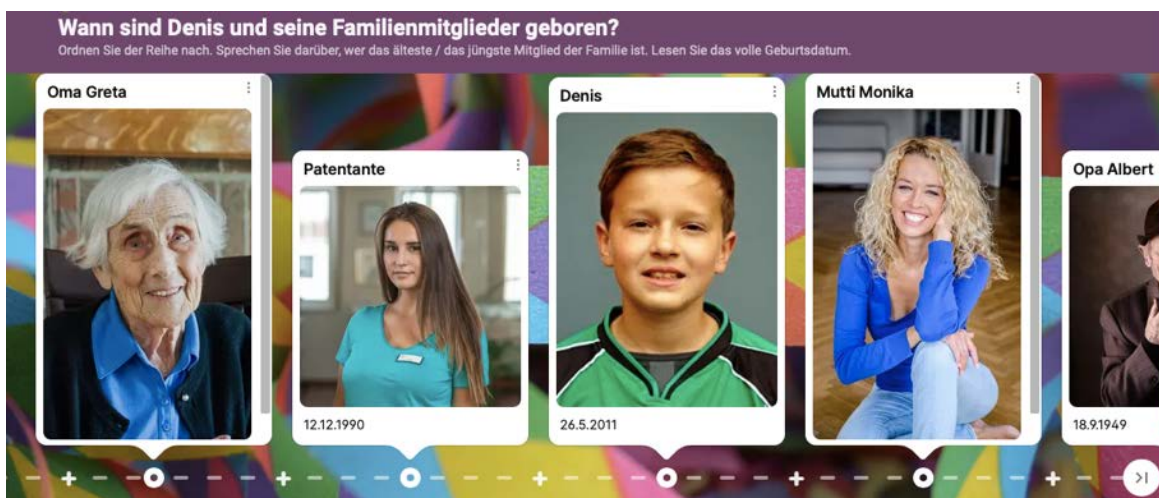 Wann sind Denis und seine Familienmitglieder geboren?
Ordnen Sie der Reihe nach. Sprechen Sie darüber, wer das älteste / das jüngste Mitglied der Familie ist. Lesen Sie das volle Geburtsdatum.
Oma Greta
Patentante
12.12.1990
Denis
26.5.2011
Mutti Monika
Opa Albert
18.9.1949